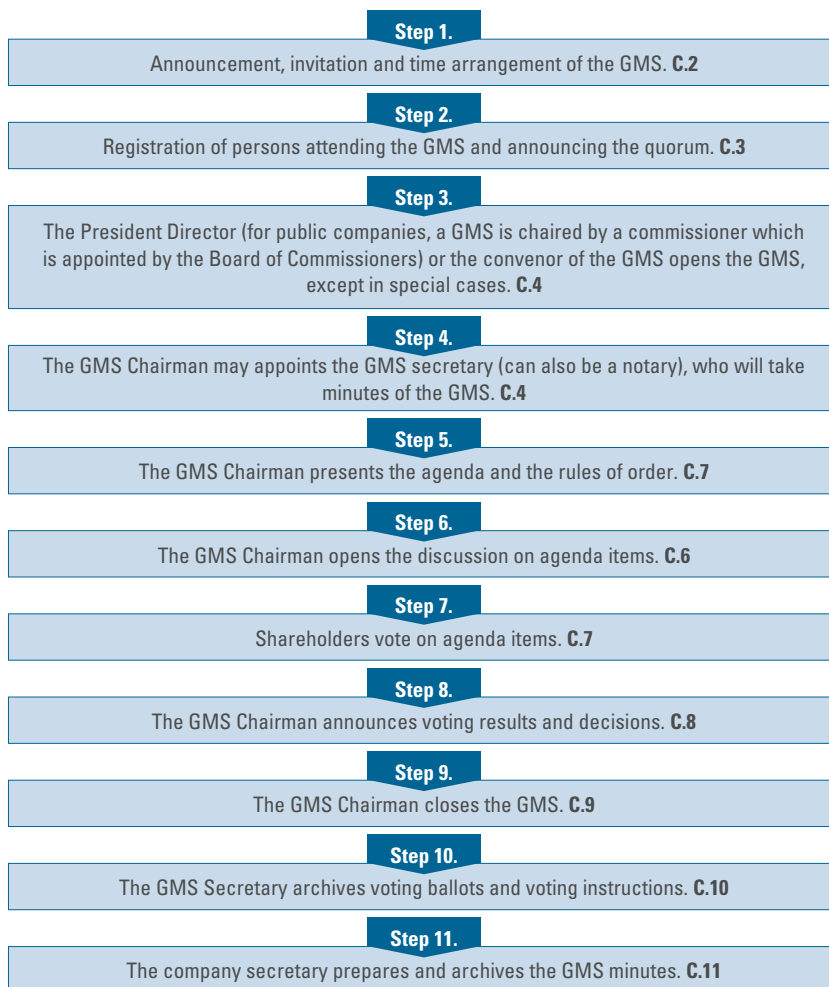 Step 1.
Announcement, invitation and time arrangement of the GMS. C.2
Step 2.
Registration of persons attending the GMS and announcing the quorum. C.3
Step 3.
The President Director (for public companies, a GMS is chaired by a commissioner which
is appointed by the Board of Commissioners) or the convenor of the GMS opens the GMS,
except in special cases. C.4
Step 4.
The GMS Chairman may appoints the GMS secretary (can also be a notary), who will take
minutes of the GMS. C.4
Step 5.
The GMS Chairman presents the agenda and the rules of order. C.7
Step 6.
The GMS Chairman opens the discussion on agenda items. C.6
Step 7.
Shareholders vote on agenda items. C.7
Step 8.
The GMS Chairman announces voting results and decisions. C.8
Step 9.
The GMS Chairman closes the GMS. C.9
Step 10.
The GMS Secretary archives voting ballots and voting instructions. C.10
Step 11.
The company secretary prepares and archives the GMS minutes. C.11